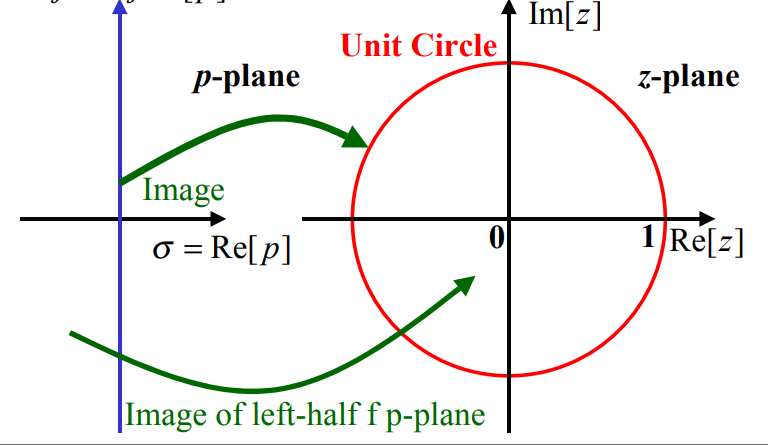 Im[z]
Unit Circle
p-plane
z-plane
Image
0
1
Re[z]
σ = Re[p]
Image of left-half f p-plane